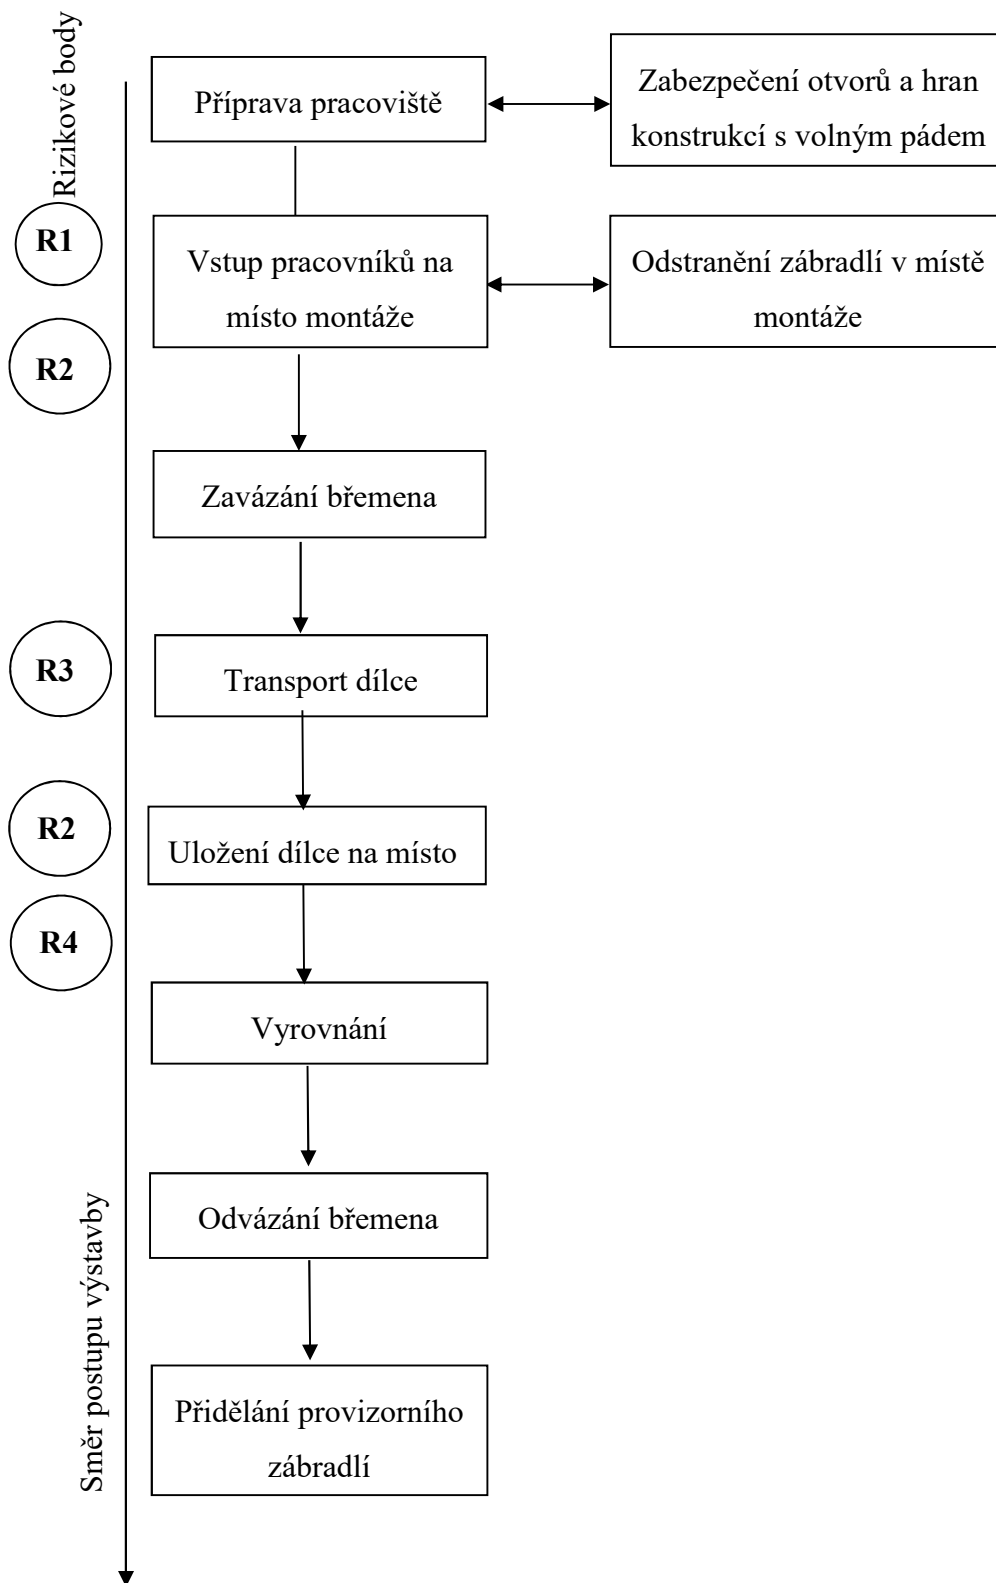 Rizikové body
Příprava pracoviště
Zabezpečení otvorů a hran
konstrukcí s volným pádem
R1
Vstup pracovníků na
místo montáže
Odstranění zábradlí v místě
montáže
R2
Zavázání břemena
R3
Transport dílce
R2
Uložení dílce na místo
R4
Vyrovnání
Odvázání břemena
Směr postupu výstavby
Přidělání provizorního
zábradlí